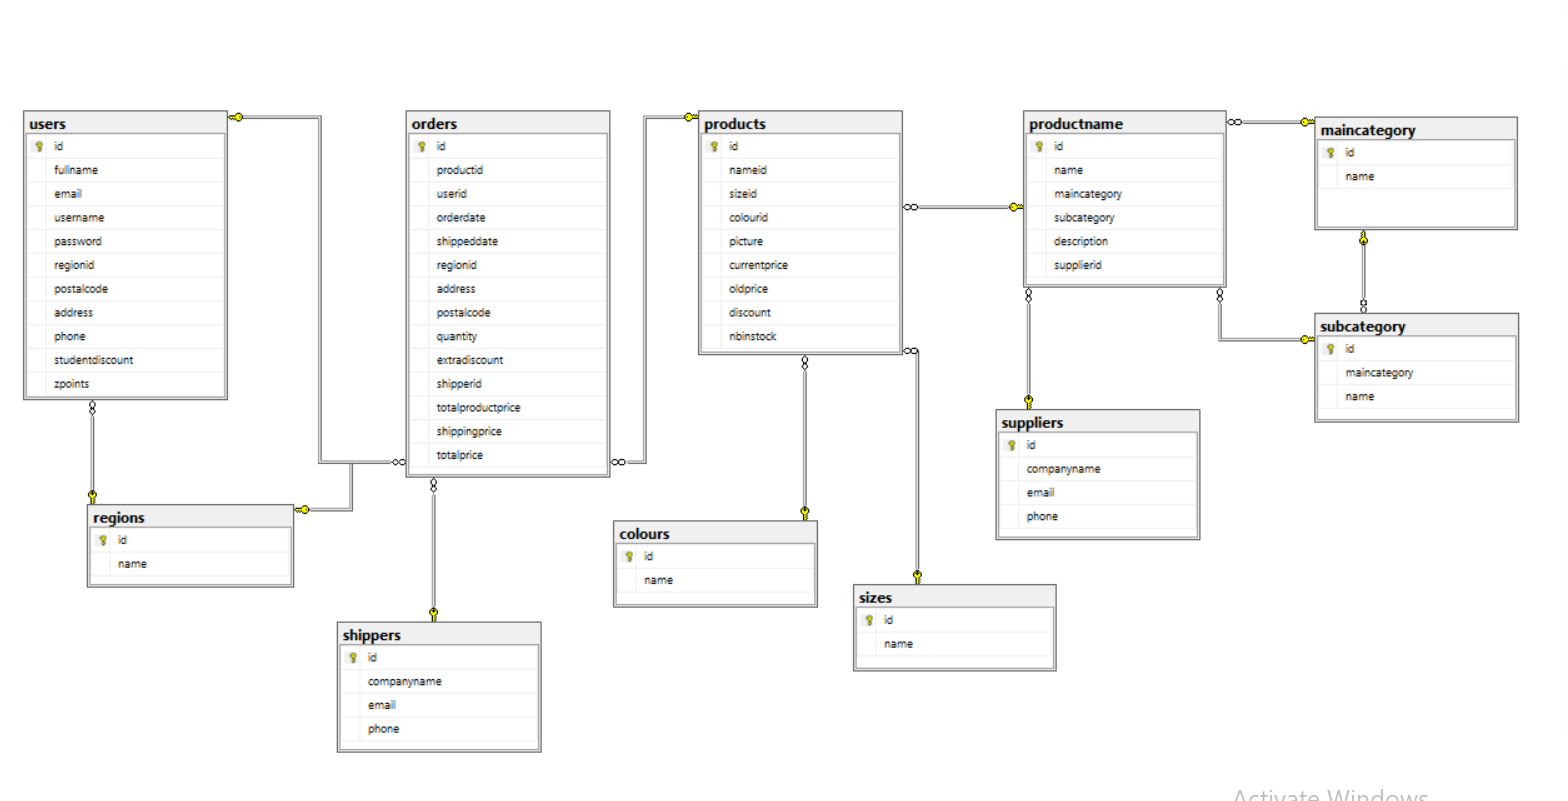 users
id
fullname
email
username
password
regionid
postalcode
address
phone
studentdiscount
zpoints
orders
id
productid
userid
orderdate
shippeddate
regionid
address
postalcode
quantity
extradiscount
shipperid
totalproductprice
shippingprice
totalprice
products
id
nameid
sizeid
colourid
picture
currentprice
oldprice
discount
nbinstock
productname
id
name
maincategory
subcategory
description
supplierid
maincategory
id
name
subcategory
id
maincategory
name
suppliers
id
companyname
email
phone
regions
id
name
colours
id
name
sizes
id
name
shippers
id
companyname
email
phone
Activate Windows